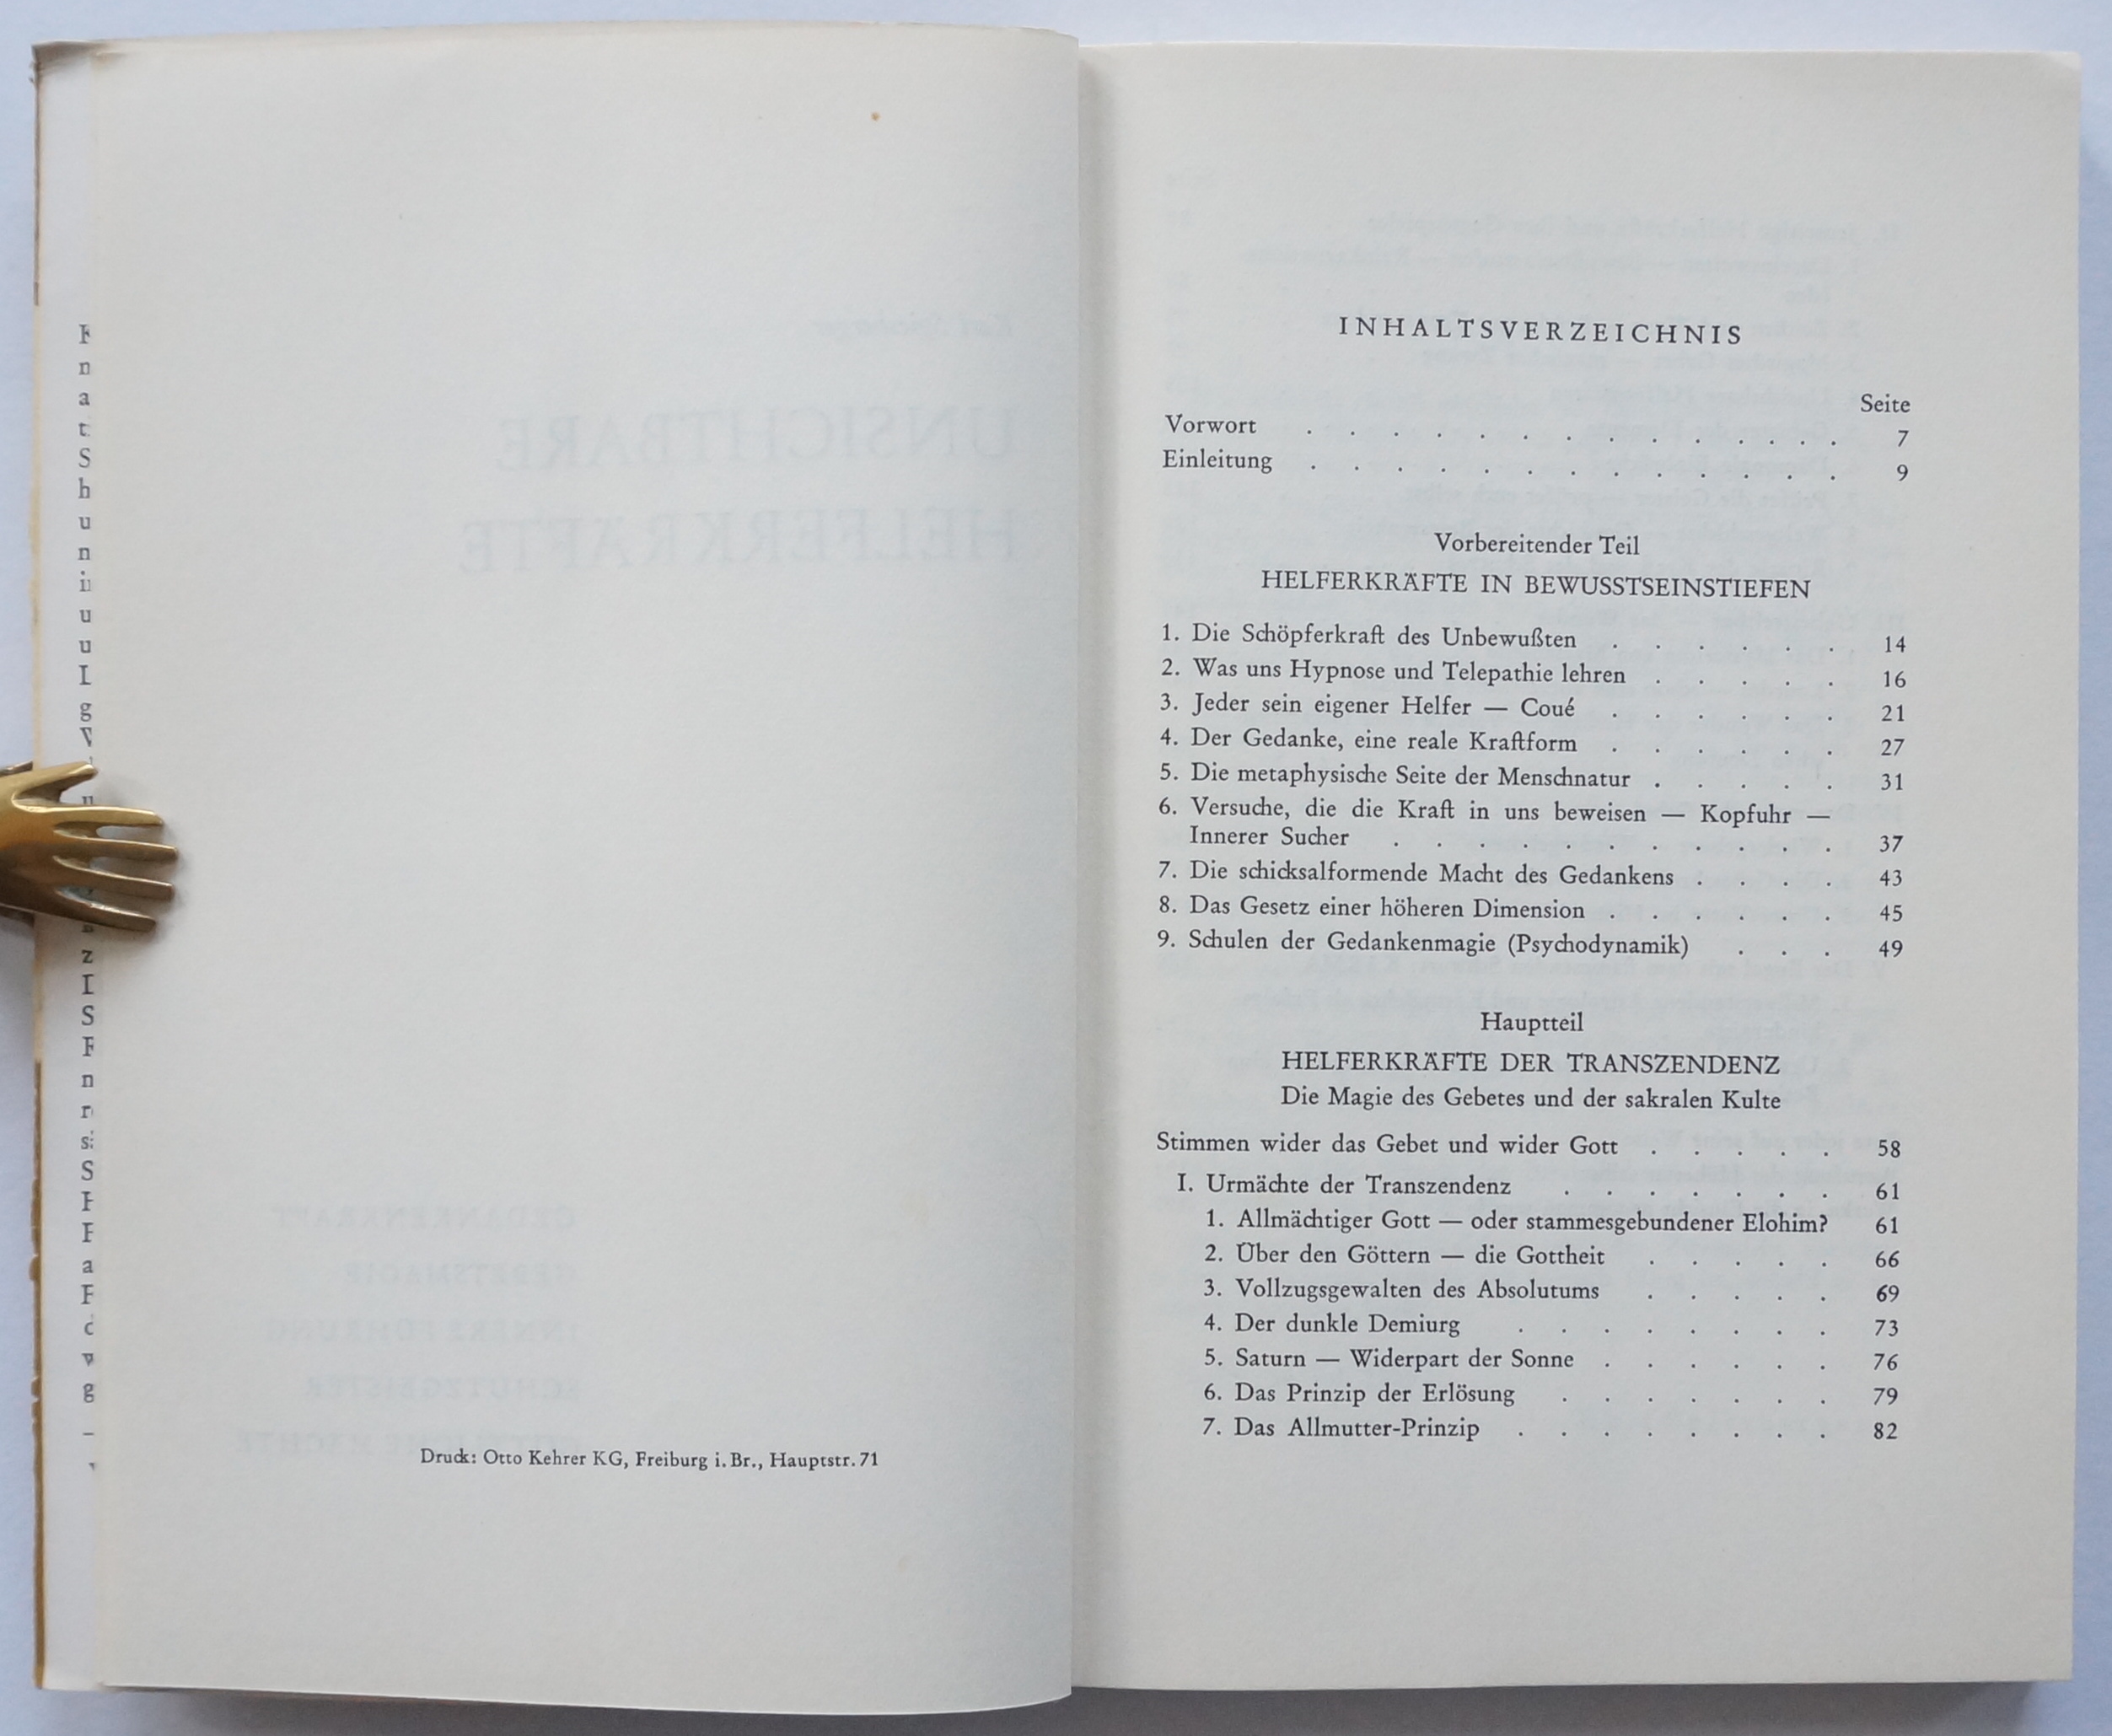 UNSICHTBARE
HELFERKRÄFTE
Druck: Otto Kehrer KG, Freiburg i. Br., Hauptstr. 71
INHALTSVERZEICHNIS
Seite
Vorwort . . . . . . . . . . . . . 7
Einleitung . . . . . . . . . . . . . 9
Vorbereitender Teil
HELFERKRÄFTE IN BEWUSSTSEINSTIEFEN
1. Die Schöpferkraft des Unbewußten . . . . . . 14
2. Was uns Hypnose und Telepathie lehren . . . . . 16
3. Jeder sein eigener Helfer — Coué . . . . . . 21
4. Der Gedanke, eine reale Kraftform . . . . . . 27
5. Die metaphysische Seite der Menschnatur . . . . . 31
6. Versuche, die die Kraft in uns beweisen — Kopfuhr —
Innerer Sucher . . . . . . . . . . . 37
7. Die schicksalformende Macht des Gedankens . . . . 43
8. Das Gesetz einer höheren Dimension . . . . . . 45
9. Schulen der Gedankenmagie (Psychodynamik) . . . 49
Hauptteil
HELFERKRÄFTE DER TRANSZENDENZ
Die Magie des Gebetes und der sakralen Kulte
Stimmen wider das Gebet und wider Gott . . . . . 58
I. Urmächte der Transzendenz . . . . . . . 61
1. Allmächtiger Gott — oder stammesgebundener Elohim? 61
2. Über den Göttern — die Gottheit . . . . . 66
3. Vollzugsgewalten des Absolutums . . . . . 69
4. Der dunkle Demiurg . . . . . . . . 73
5. Saturn — Widerpart der Sonne . . . . . . 76
6. Das Prinzip der Erlösung . . . . . . . 79
7. Das Allmutter-Prinzip . . . . . . . . 82